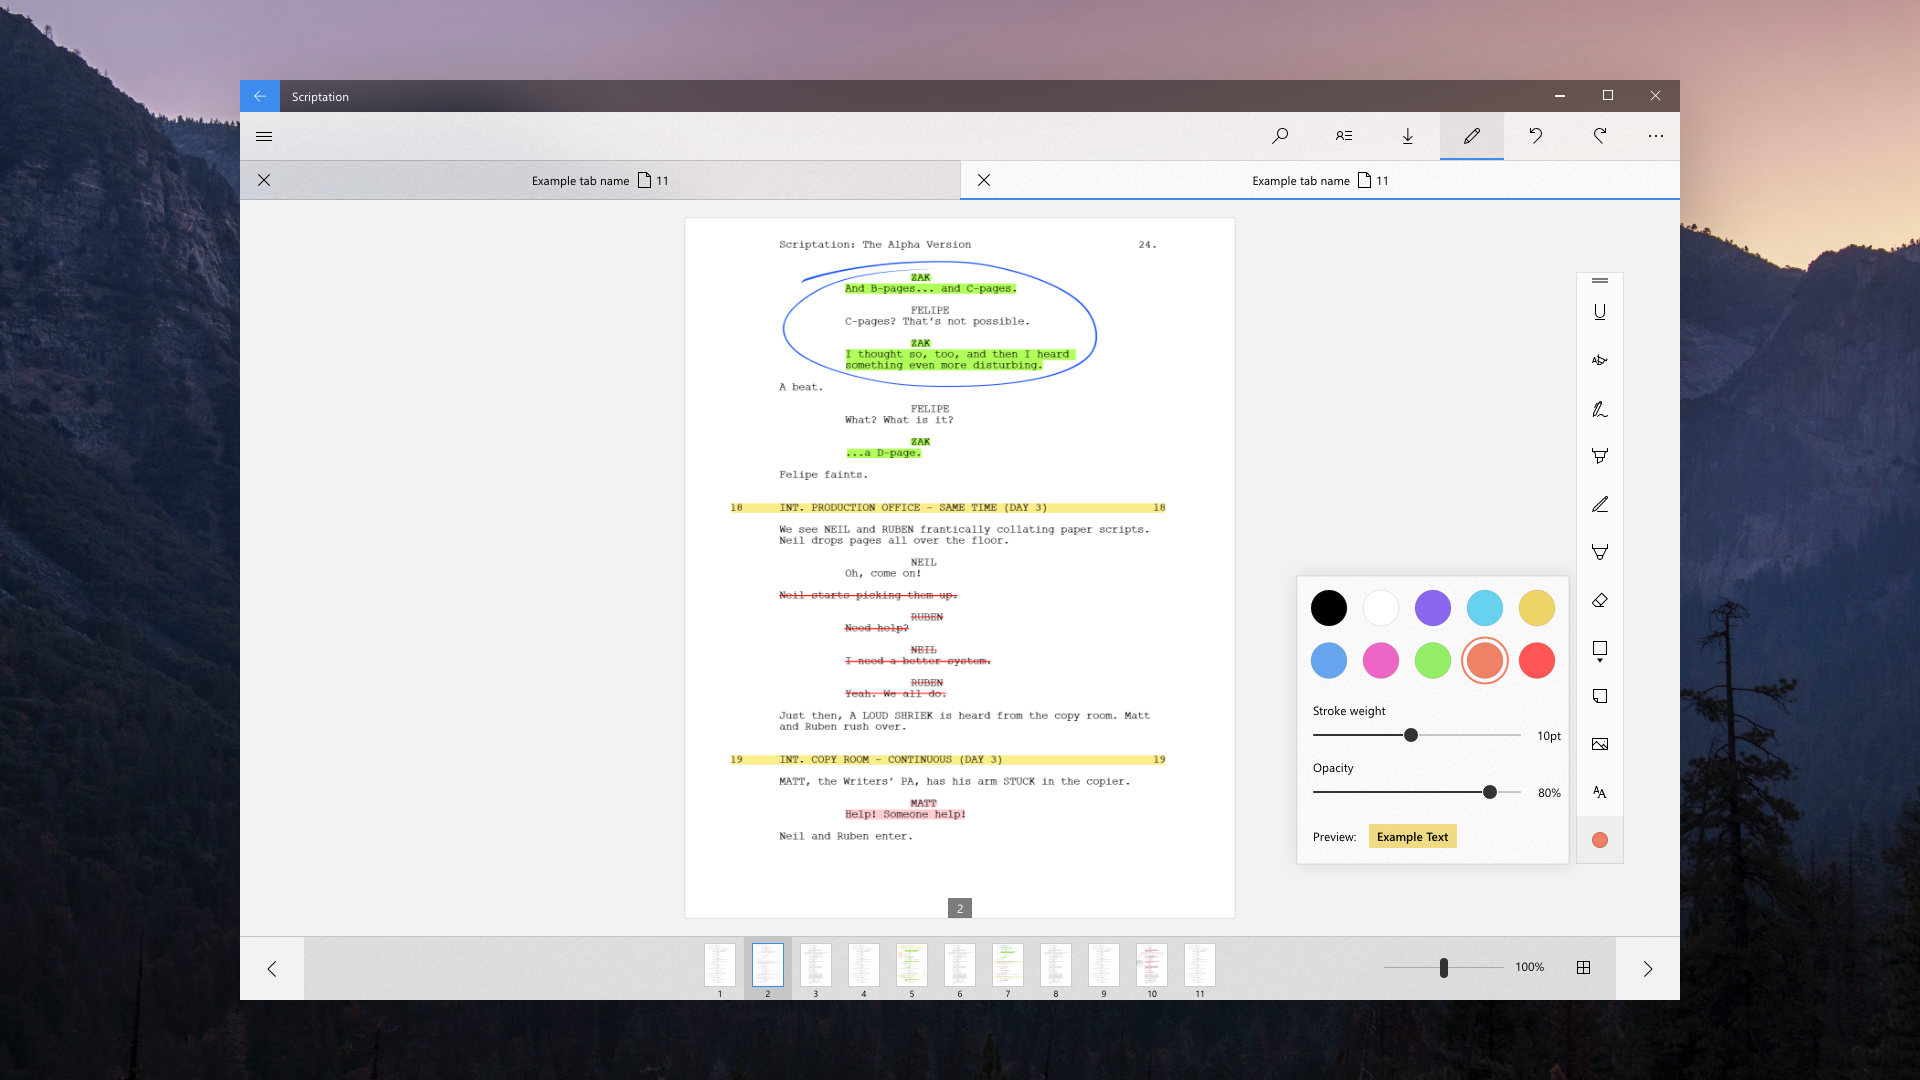 Scriptation
Example tab name 11
Example tab name 11
Scriptation: The Alpha Version 24.
ZAK
And B-pages... and C-pages.
FELIPE
C-pages? That's not possible.
ZAK
I thought so, too, and then I heard
something even more disturbing.
A beat.
FELIPE
What? What is it?
ZAK
...a D-page.
Felipe faints.
18 INT. PRODUCTION OFFICE - SAME TIME (DAY 3) 18
We see NEIL and RUBEN frantically collating paper scripts.
Neil drops pages all over the floor.
NEIL
Oh, come on!
Neil starts picking them up.
RUBEN
Need help?
NEIL
I need a better system.
RUBEN
Yeah. We all do.
Just then, A LOUD SHRIEK is heard from the copy room. Matt
and Ruben rush over.
19 INT. COPY ROOM - CONTINUOUS (DAY 3) 19
MATT, the Writers' PA, has his arm STUCK in the copier.
MATT
Help! Someone help!
Neil and Ruben enter.
2
Stroke weight
10pt
Opacity
80%
Preview: Example Text
1 2 3 4 5 6 7 8 9 10 11
100%